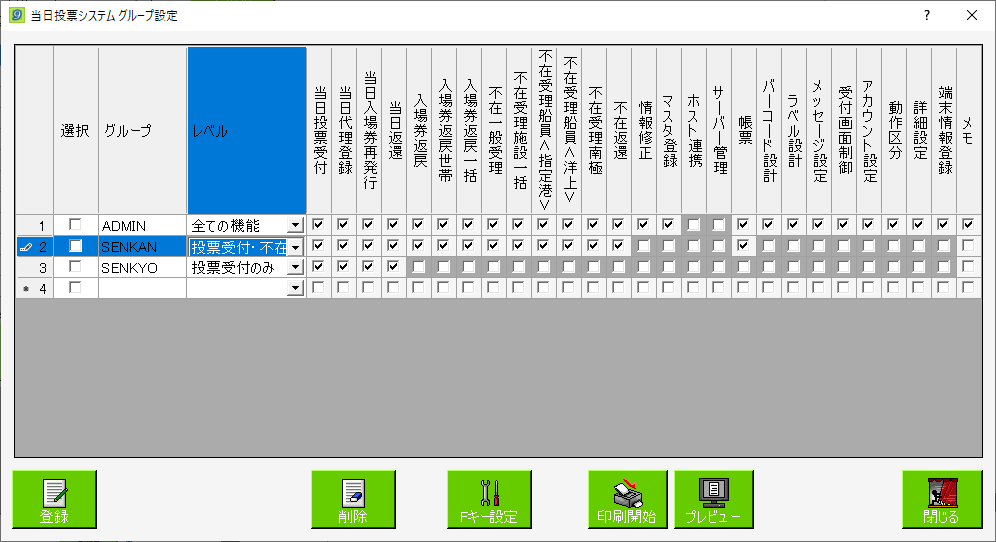 当日投票システム グループ設定
選択 グループ レベル 当日投票受付 当日代理登録 当日入場券再発行 当日返還 入場券返戻 入場券返戻世帯 入場券返戻一括 不在一般受理 不在受理施設一括 不在受理船員<指定港> 不在受理船員<洋上> 不在受理南極 不在返還 情報修正 マスタ登録 ホスト連携 サーバー管理 帳票 バーコード設計 ラベル設計 メッセージ設定 受付画面制御 アカウント設定 動作区分 詳細設定 端末情報登録 メモ
1 ADMIN 全ての機能
2 SENKAN 投票受付・不在
3 SENKYO 投票受付のみ
* 4
登録 削除 Fキー設定 印刷開始 プレビュー 閉じる